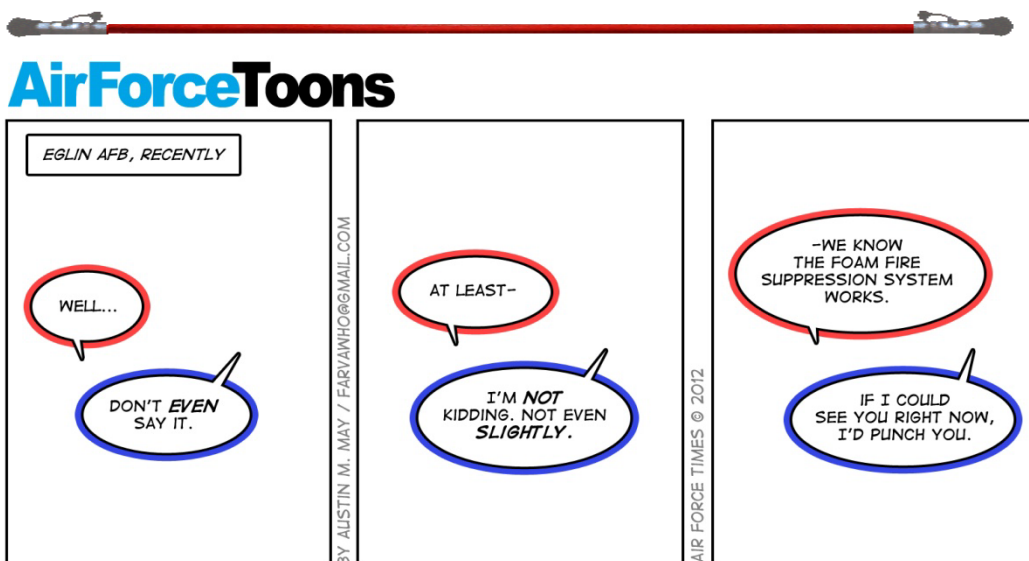 AirForceToons
EGLIN AFB, RECENTLY
WELL...
DON'T EVEN
SAY IT.
BY AUSTIN M. MAY / FARVAWHO@GMAIL.COM
AT LEAST-
I'M NOT
KIDDING. NOT EVEN
SLIGHTLY.
AIR FORCE TIMES © 2012
-WE KNOW
THE FOAM FIRE
SUPPRESSION SYSTEM
WORKS.
IF I COULD
SEE YOU RIGHT NOW,
I'D PUNCH YOU.